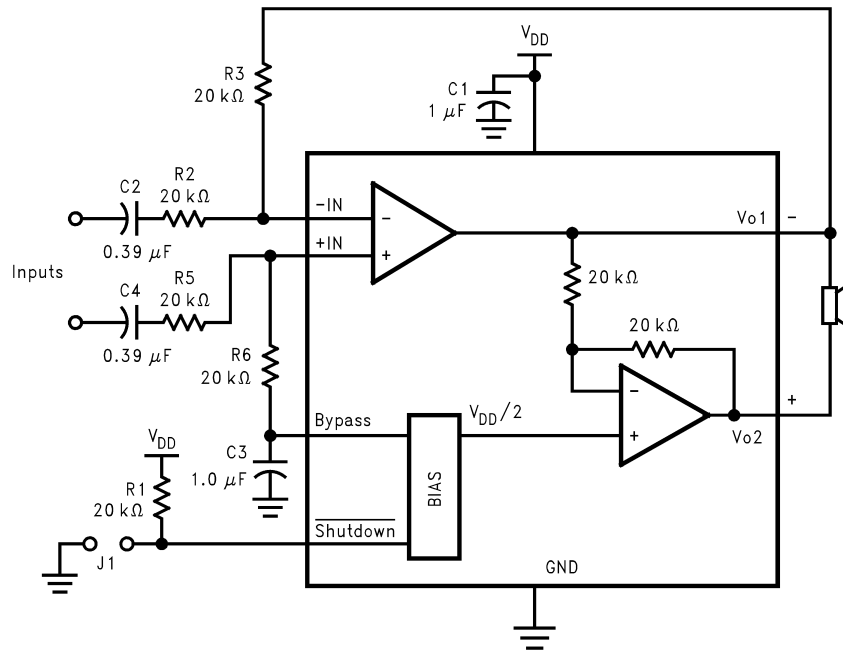 V_DD
R3
20 kΩ
C1
1 μF
C2
R2
20 kΩ
0.39 μF
-IN
-
Vo1
-
+IN
+
Inputs
C4
R5
20 kΩ
0.39 μF
20 kΩ
20 kΩ
R6
20 kΩ
-
+
Bypass
V_DD/2
+
Vo2
V_DD
C3
1.0 μF
BIAS
R1
20 kΩ
Shutdown
J1
GND